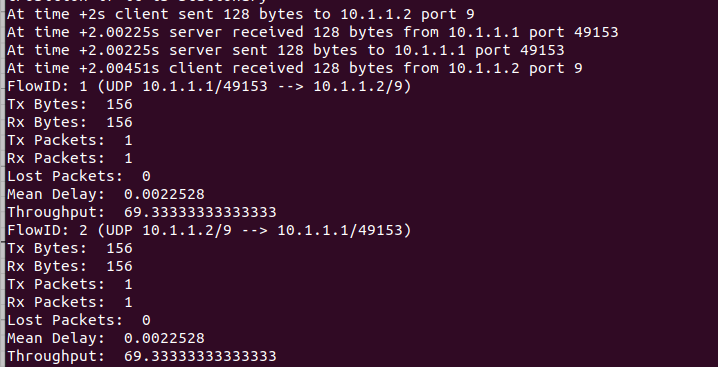 At time +2s client sent 128 bytes to 10.1.1.2 port 9
At time +2.00225s server received 128 bytes from 10.1.1.1 port 49153
At time +2.00225s server sent 128 bytes to 10.1.1.1 port 49153
At time +2.00451s client received 128 bytes from 10.1.1.2 port 9
FlowID: 1 (UDP 10.1.1.1/49153 --> 10.1.1.2/9)
Tx Bytes:  156
Rx Bytes:  156
Tx Packets:  1
Rx Packets:  1
Lost Packets:  0
Mean Delay:  0.0022528
Throughput:  69.33333333333333
FlowID: 2 (UDP 10.1.1.2/9 --> 10.1.1.1/49153)
Tx Bytes:  156
Rx Bytes:  156
Tx Packets:  1
Rx Packets:  1
Lost Packets:  0
Mean Delay:  0.0022528
Throughput:  69.33333333333333